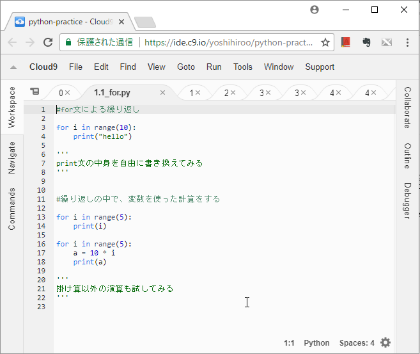 python-practice - Cloud9
保護された通信 | https://ide.c9.io/yoshihiroo/python-prac...
Cloud9 File Edit Find View Goto Run Tools Window Support
0 1.1_for.py 1 2 3 3 4 4
Workspace
Navigate
Commands
1 #for文による繰り返し
2
3 for i in range(10):
4 print("hello")
5
6 '''
7 print文の中身を自由に書き換えてみる
8 '''
9
10
11 #繰り返しの中で、変数を使った計算をする
12
13 for i in range(5):
14 print(i)
15
16 for i in range(5):
17 a = 10 * i
18 print(a)
19
20 '''
21 掛け算以外の演算も試してみる
22 '''
23
Collaborate
Outline
Debugger
1:1 Python Spaces: 4